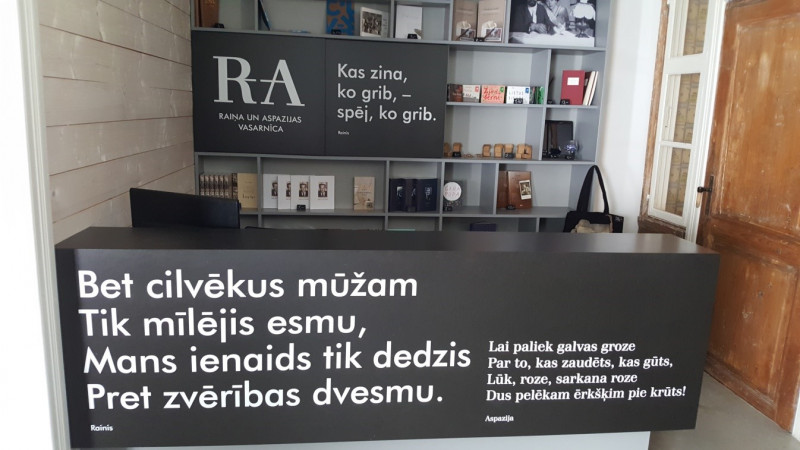 RA
RAIŅA UN ASPAZIJAS
VASARNĪCA
Kas zina,
ko grib, –
spēj, ko grib.
Rainis
Bet cilvēkus mūžam
Tik mīlējis esmu,
Mans ienaids tik dedzis
Pret zvērības dvesmu.
Rainis
Lai paliek galvas groze
Par to, kas zaudēts, kas gūts,
Lūk, roze, sarkana roze
Dus pelēkam ērkšķim pie krūts!
Aspazija